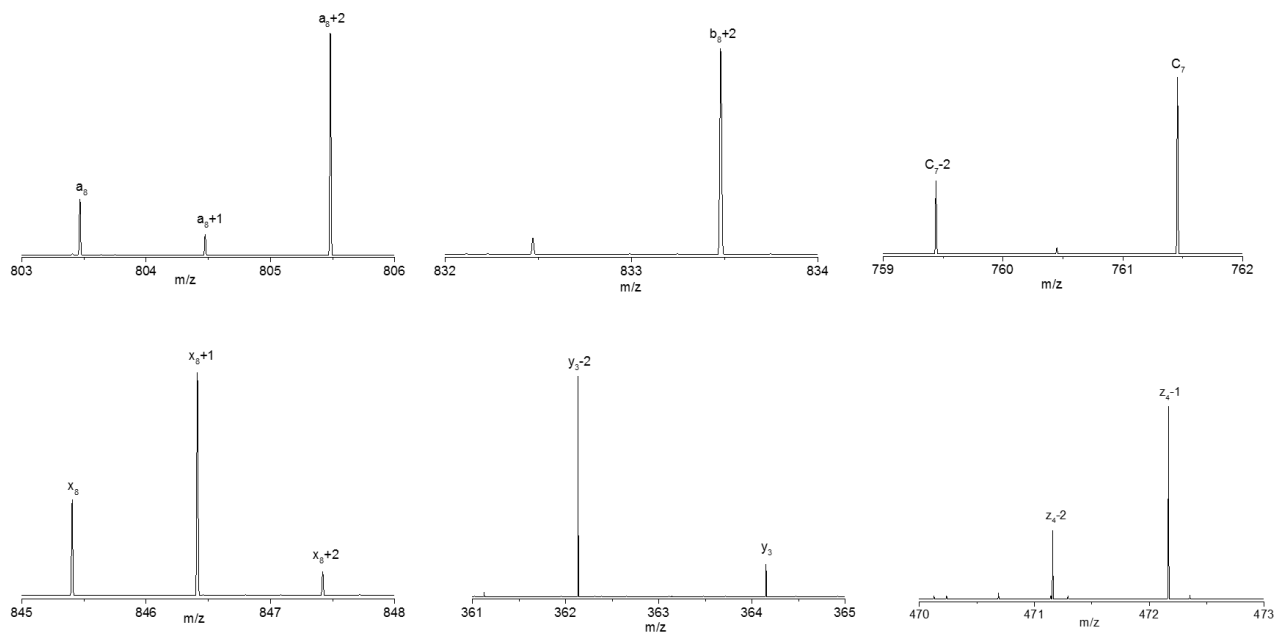 a₈
a₈+1
a₈+2
803 804 805 806
m/z
b₈+2
832 833 834
m/z
C₇-2
C₇
759 760 761 762
m/z
x₈
x₈+1
x₈+2
845 846 847 848
m/z
y₃-2
y₃
361 362 363 364 365
m/z
z₄-2
z₄-1
470 471 472 473
m/z